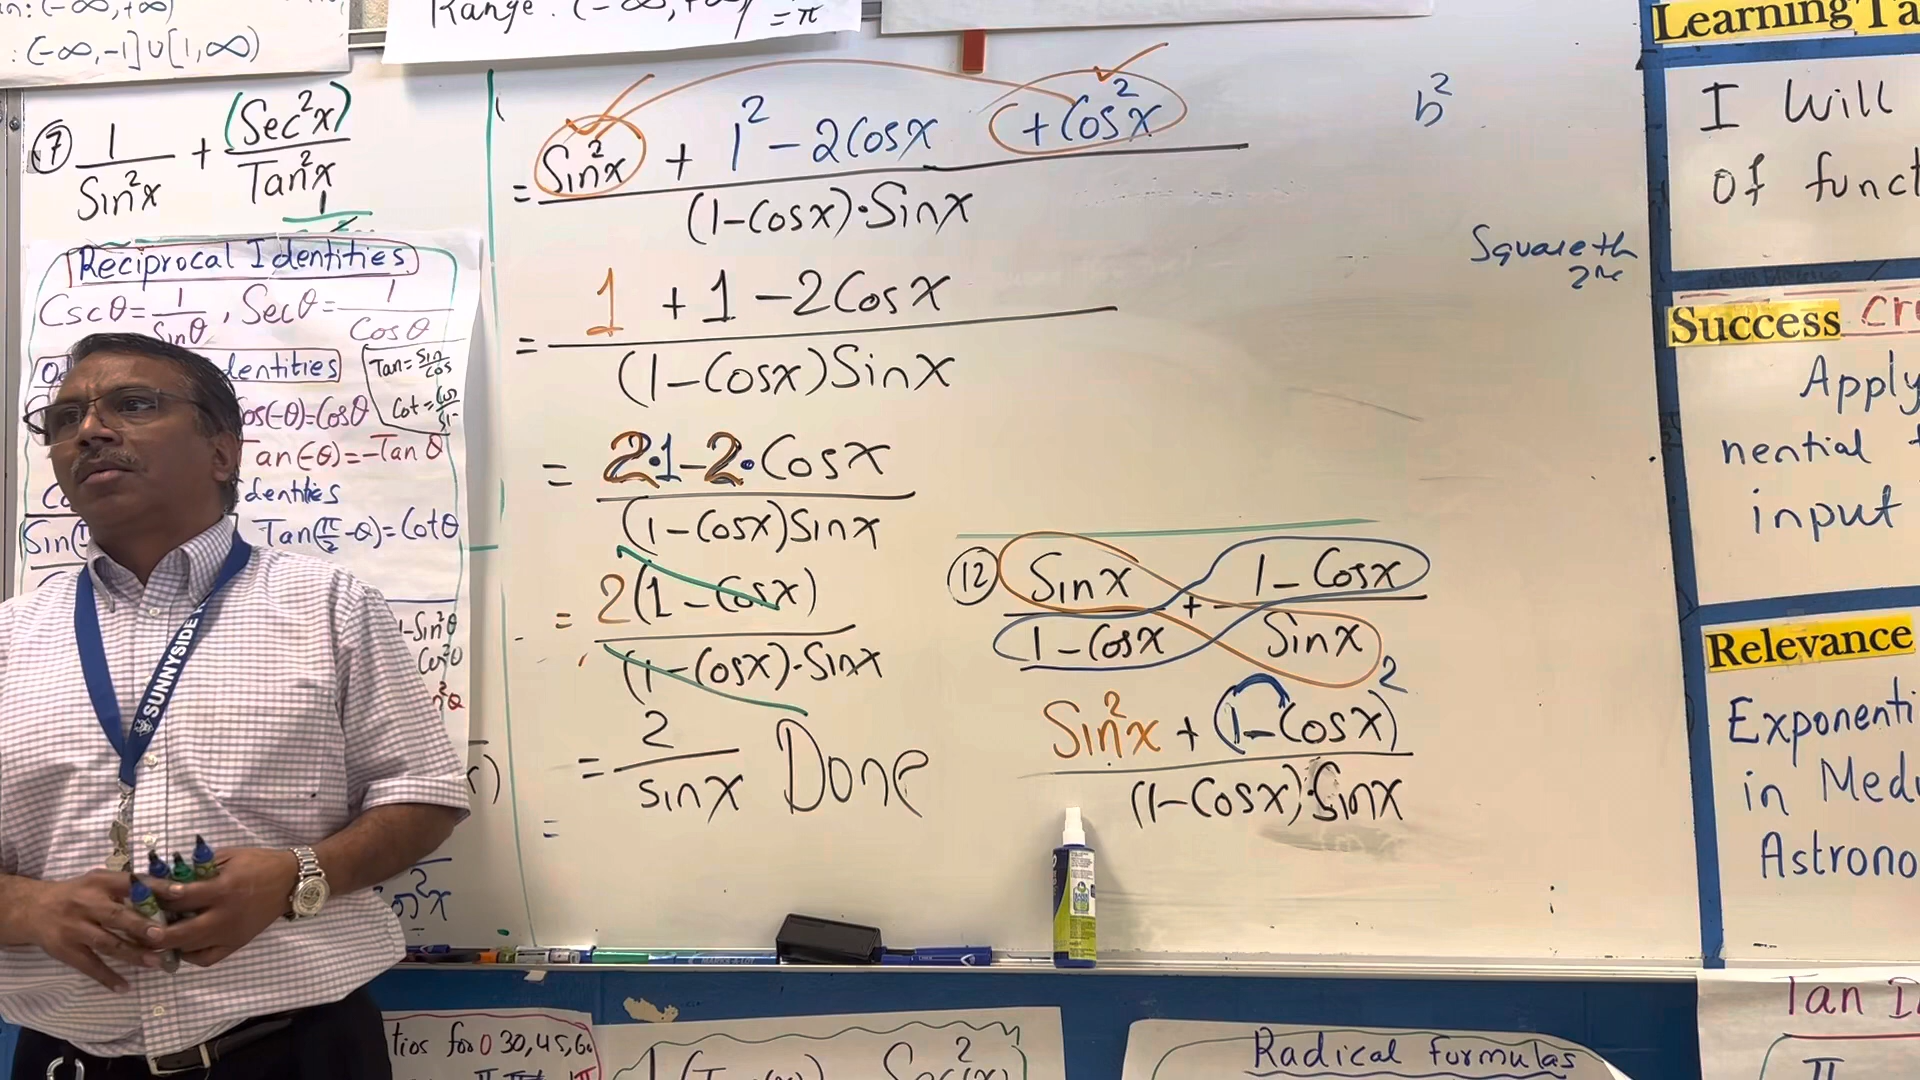 (-∞,+∞)
: (-∞,-1]∪[1,∞)
Range : (-∞,+∞)
=π
⑦ 1/Sin²x + (Sec²x)/Tan²x
1
Reciprocal Identities
Cscθ = 1/Sinθ , Secθ = 1/Cosθ
dentities
Tan = Sin/Cos
Cot = Cos
Cos(-θ)=Cosθ
Tan(-θ)=-Tanθ
dentities
Sin(
Tan(π/2 -θ)=Cotθ
1-Sin²θ
SUNNYSIDE
= Sin²x + 1² - 2Cosx + Cos²x / (1-Cosx)·Sinx
= 1 + 1 - 2Cosx / (1-Cosx)Sinx
= 2·1-2·Cosx / (1-Cosx)Sinx
= 2(1-Cosx) / (1-Cosx)·Sinx
= 2/sinx Done
=
b²
Square th
⑫ Sinx/1-Cosx + 1-Cosx/Sinx
Sin²x + (1-Cosx)² / (1-Cosx)·Sinx
Learning Ta
I Will
of funct
Success Cr
Apply
nential
input
Relevance
Exponenti
in Med
Astrono
Tan I
π
tios for 0 30,45,60
Sec²(x)
Radical formulas